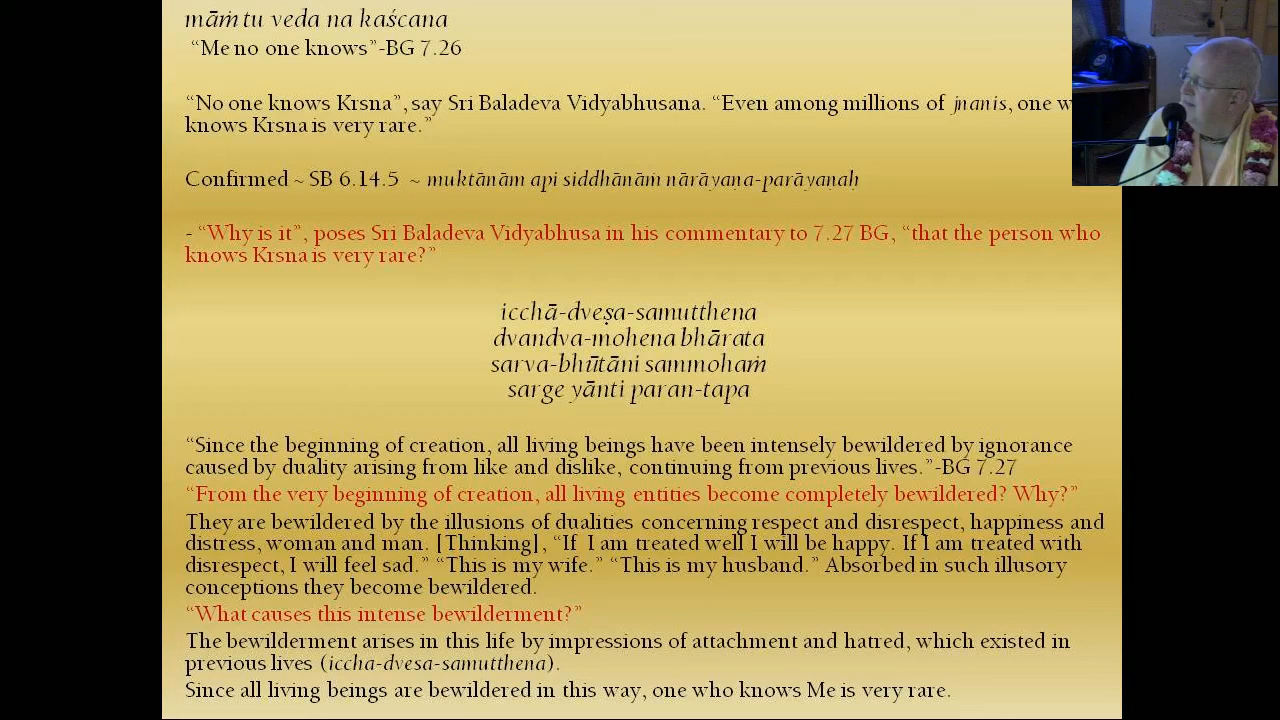 māṁ tu veda na kaścana
“Me no one knows”-BG 7.26
“No one knows Krsna”, say Sri Baladeva Vidyabhusana. “Even among millions of jnanis, one w
knows Krsna is very rare.”
Confirmed ~ SB 6.14.5 ~ muktānām api siddhānāṁ nārāyaṇa-parāyaṇaḥ
- “Why is it”, poses Sri Baladeva Vidyabhusa in his commentary to 7.27 BG, “that the person who
knows Krsna is very rare?”
icchā-dveṣa-samutthena
dvandva-mohena bhārata
sarva-bhūtāni sammohaṁ
sarge yānti paran-tapa
“Since the beginning of creation, all living beings have been intensely bewildered by ignorance
caused by duality arising from like and dislike, continuing from previous lives.”-BG 7.27
“From the very beginning of creation, all living entities become completely bewildered? Why?”
They are bewildered by the illusions of dualities concerning respect and disrespect, happiness and
distress, woman and man. [Thinking], “If I am treated well I will be happy. If I am treated with
disrespect, I will feel sad.” “This is my wife.” “This is my husband.” Absorbed in such illusory
conceptions they become bewildered.
“What causes this intense bewilderment?”
The bewilderment arises in this life by impressions of attachment and hatred, which existed in
previous lives (iccha-dvesa-samutthena).
Since all living beings are bewildered in this way, one who knows Me is very rare.